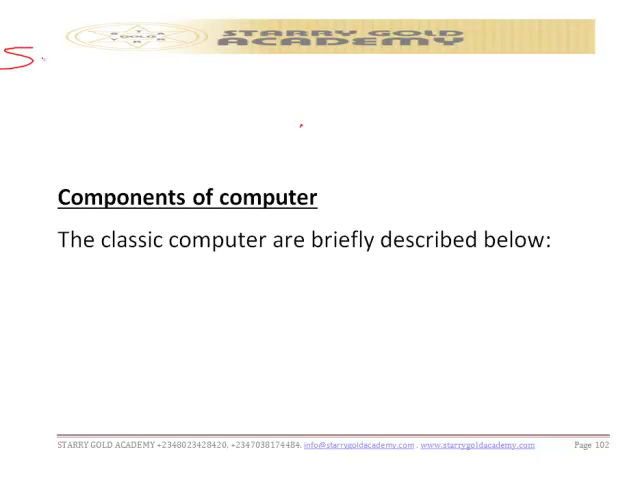 STARRY GOLD
ACADEMY
Components of computer
The classic computer are briefly described below:
STARRY GOLD ACADEMY +2348023428420, +2347038174484, info@starrygoldacademy.com , www.starrygoldacademy.com Page 102